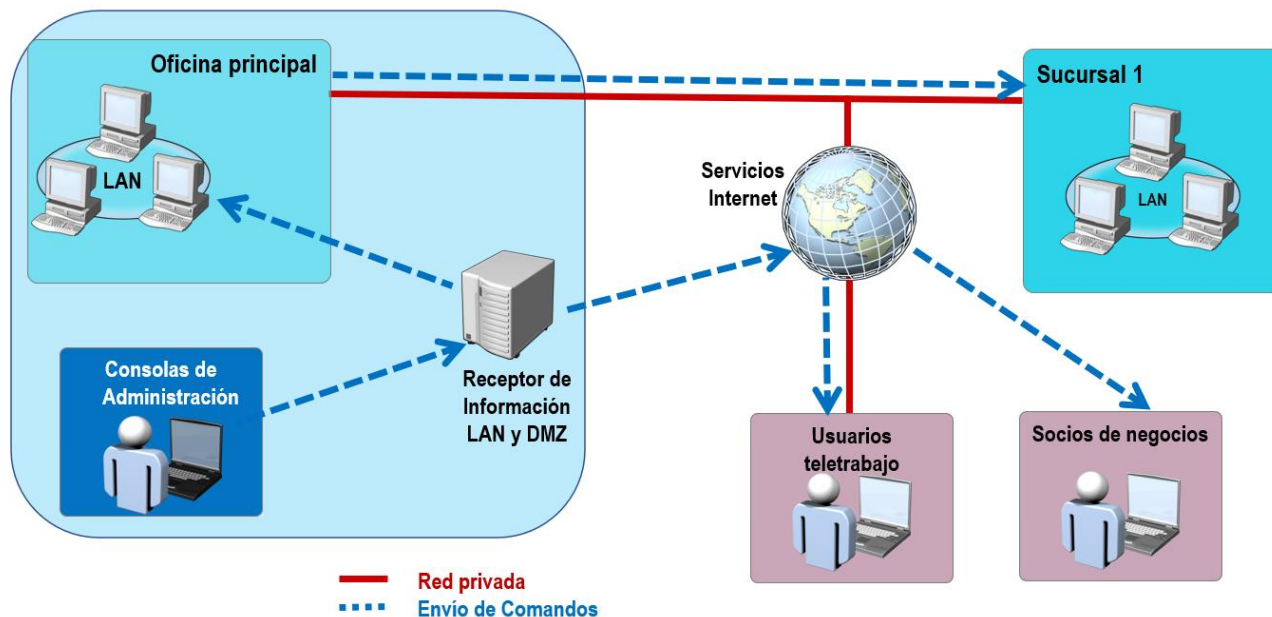 Oficina principal
LAN
Sucursal 1
LAN
Servicios
Internet
Consolas de
Administración
Receptor de
Información
LAN y DMZ
Usuarios
teletrabajo
Socios de negocios
Red privada
Envío de Comandos